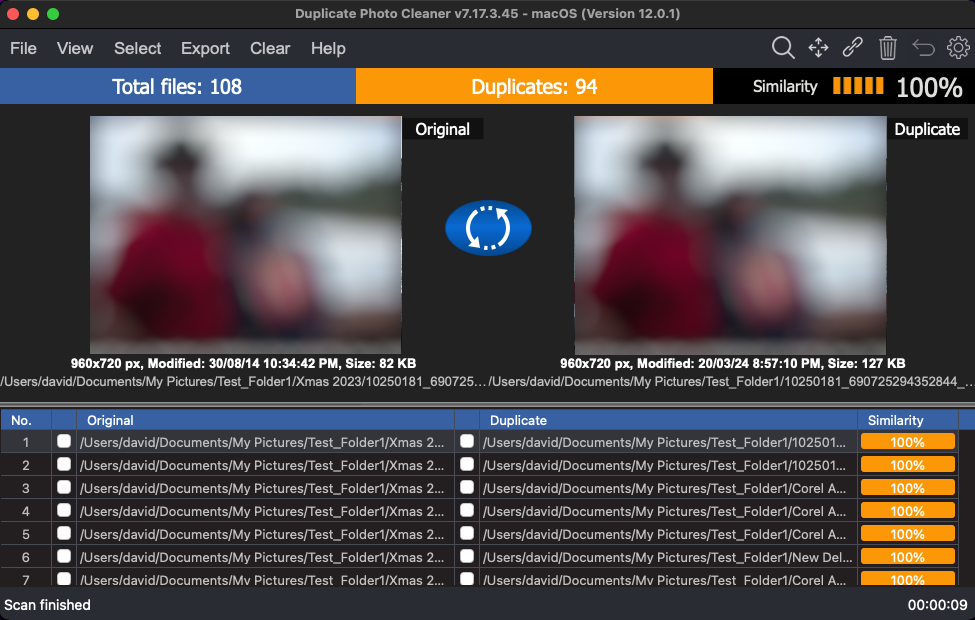 Duplicate Photo Cleaner v7.17.3.45 - macOS (Version 12.0.1)
File View Select Export Clear Help
Total files: 108 Duplicates: 94 Similarity 100%
Original Duplicate
960x720 px, Modified: 30/08/14 10:34:42 PM, Size: 82 KB 960x720 px, Modified: 20/03/24 8:57:10 PM, Size: 127 KB
/Users/david/Documents/My Pictures/Test_Folder1/Xmas 2023/10250181_690725... /Users/david/Documents/My Pictures/Test_Folder1/10250181_690725294352844_...
No. Original Duplicate Similarity
1 /Users/david/Documents/My Pictures/Test_Folder1/Xmas 2... /Users/david/Documents/My Pictures/Test_Folder1/102501... 100%
2 /Users/david/Documents/My Pictures/Test_Folder1/Xmas 2... /Users/david/Documents/My Pictures/Test_Folder1/102501... 100%
3 /Users/david/Documents/My Pictures/Test_Folder1/Xmas 2... /Users/david/Documents/My Pictures/Test_Folder1/Corel A... 100%
4 /Users/david/Documents/My Pictures/Test_Folder1/Xmas 2... /Users/david/Documents/My Pictures/Test_Folder1/Corel A... 100%
5 /Users/david/Documents/My Pictures/Test_Folder1/Xmas 2... /Users/david/Documents/My Pictures/Test_Folder1/Corel A... 100%
6 /Users/david/Documents/My Pictures/Test_Folder1/Xmas 2... /Users/david/Documents/My Pictures/Test_Folder1/New Del... 100%
7 /Users/david/Documents/My Pictures/Test_Folder1/Xmas 2... /Users/david/Documents/My Pictures/Test_Folder1/Corel A... 100%
Scan finished 00:00:09